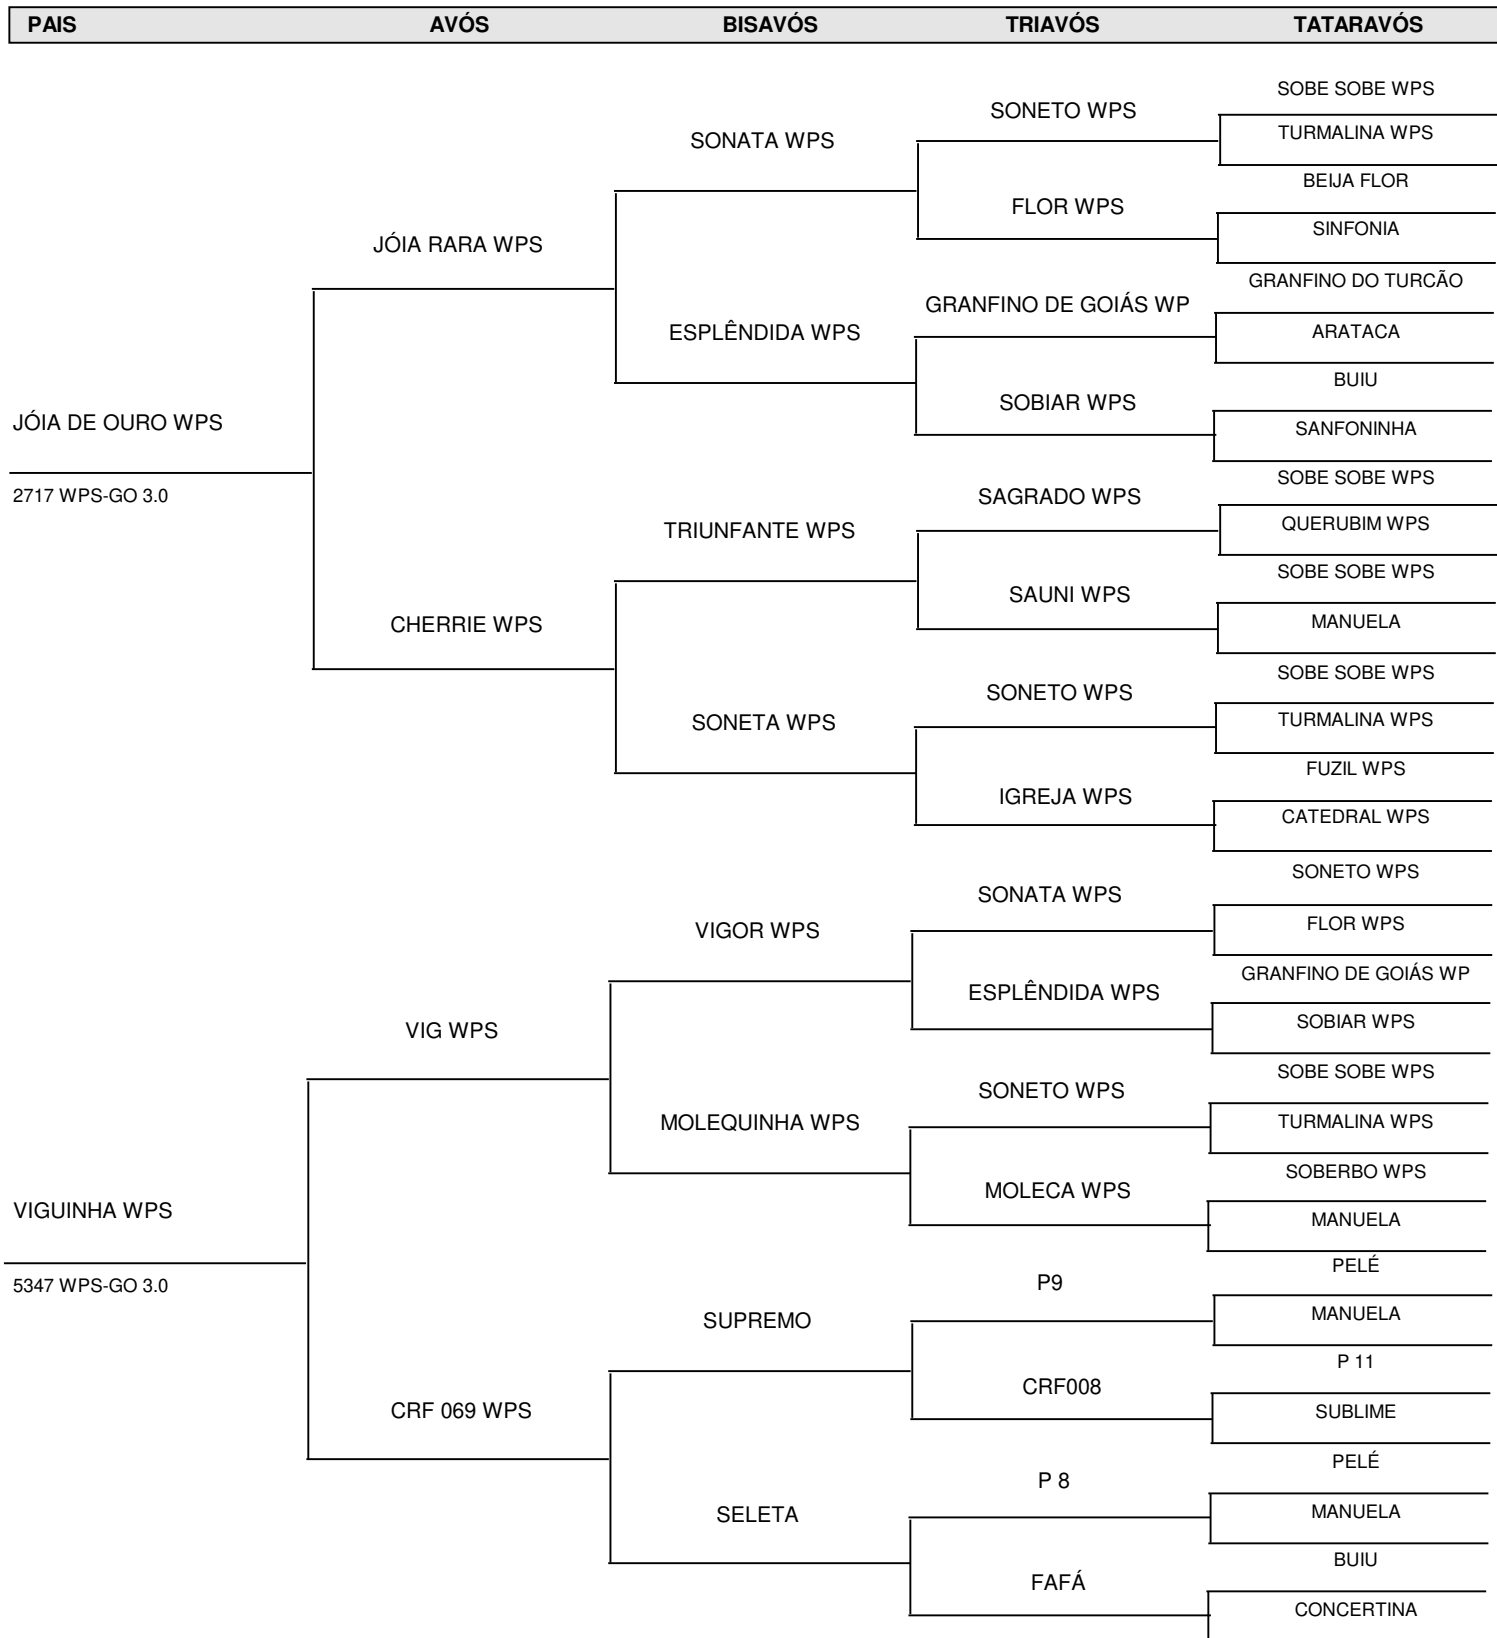 PAIS AVÓS BISAVÓS TRIAVÓS TATARAVÓS
SOBE SOBE WPS
SONETO WPS
TURMALINA WPS
SONATA WPS
BEIJA FLOR
FLOR WPS
SINFONIA
JÓIA RARA WPS
GRANFINO DO TURCÃO
GRANFINO DE GOIÁS WP
ARATACA
ESPLÊNDIDA WPS
BUIU
SOBIAR WPS
JÓIA DE OURO WPS
SANFONINHA
SOBE SOBE WPS
2717 WPS-GO 3.0
SAGRADO WPS
QUERUBIM WPS
TRIUNFANTE WPS
SOBE SOBE WPS
SAUNI WPS
MANUELA
CHERRIE WPS
SOBE SOBE WPS
SONETO WPS
TURMALINA WPS
SONETA WPS
FUZIL WPS
IGREJA WPS
CATEDRAL WPS
SONETO WPS
SONATA WPS
FLOR WPS
VIGOR WPS
GRANFINO DE GOIÁS WP
ESPLÊNDIDA WPS
SOBIAR WPS
VIG WPS
SOBE SOBE WPS
SONETO WPS
TURMALINA WPS
MOLEQUINHA WPS
SOBERBO WPS
MOLECA WPS
VIGUINHA WPS
MANUELA
PELÉ
5347 WPS-GO 3.0
P9
MANUELA
SUPREMO
P 11
CRF008
CRF 069 WPS
SUBLIME
PELÉ
P 8
MANUELA
SELETA
BUIU
FAFÁ
CONCERTINA